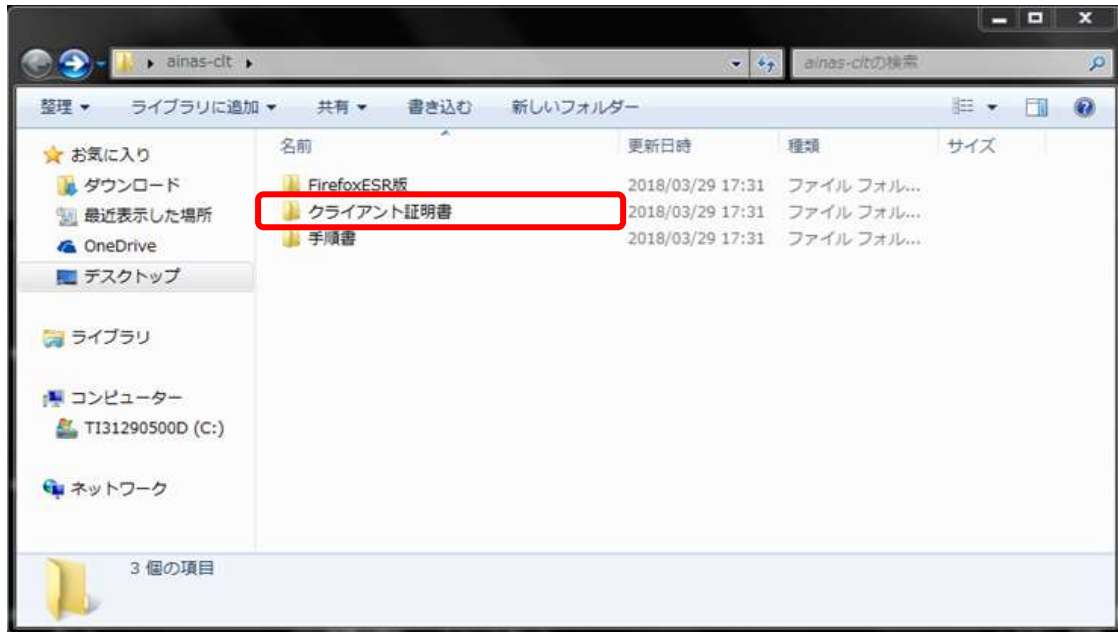 ainas-clt
ainas-cltの検索
整理 ライブラリに追加 共有 書き込む 新しいフォルダー
お気に入り
ダウンロード
最近表示した場所
OneDrive
デスクトップ
ライブラリ
コンピューター
TI31290500D (C:)
ネットワーク
名前 更新日時 種類 サイズ
FirefoxESR版 2018/03/29 17:31 ファイル フォル...
クライアント証明書 2018/03/29 17:31 ファイル フォル...
手順書 2018/03/29 17:31 ファイル フォル...
3 個の項目